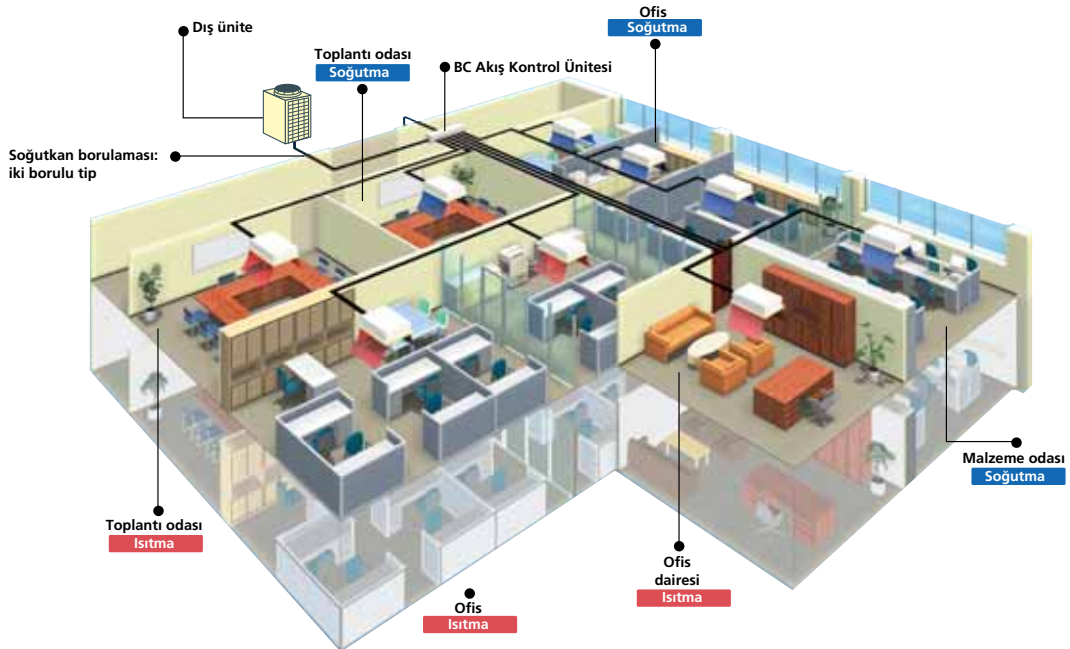 Dış ünite
Ofis
Soğutma
Toplantı odası
Soğutma
BC Akış Kontrol Ünitesi
Soğutkan borulaması:
iki borulu tip
Malzeme odası
Soğutma
Toplantı odası
Isıtma
Ofis
dairesi
Isıtma
Ofis
Isıtma